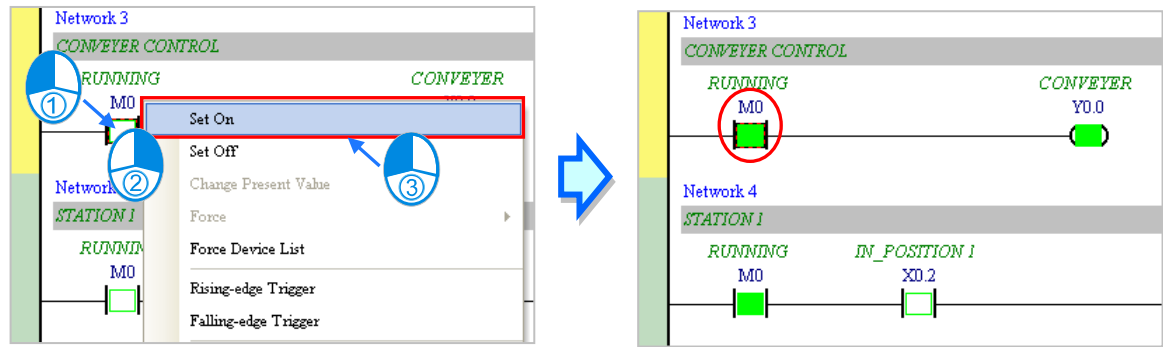 Network 3
CONVEYER CONTROL
RUNNING
CONVEYER
M0
①
Set On
Set Off
②
③
Change Present Value
Network
STATION 1
Force
RUNNIN
Force Device List
M0
Rising-edge Trigger
Falling-edge Trigger
Network 3
CONVEYER CONTROL
RUNNING
CONVEYER
M0
Y0.0
Network 4
STATION 1
RUNNING
IN_POSITION 1
M0
X0.2